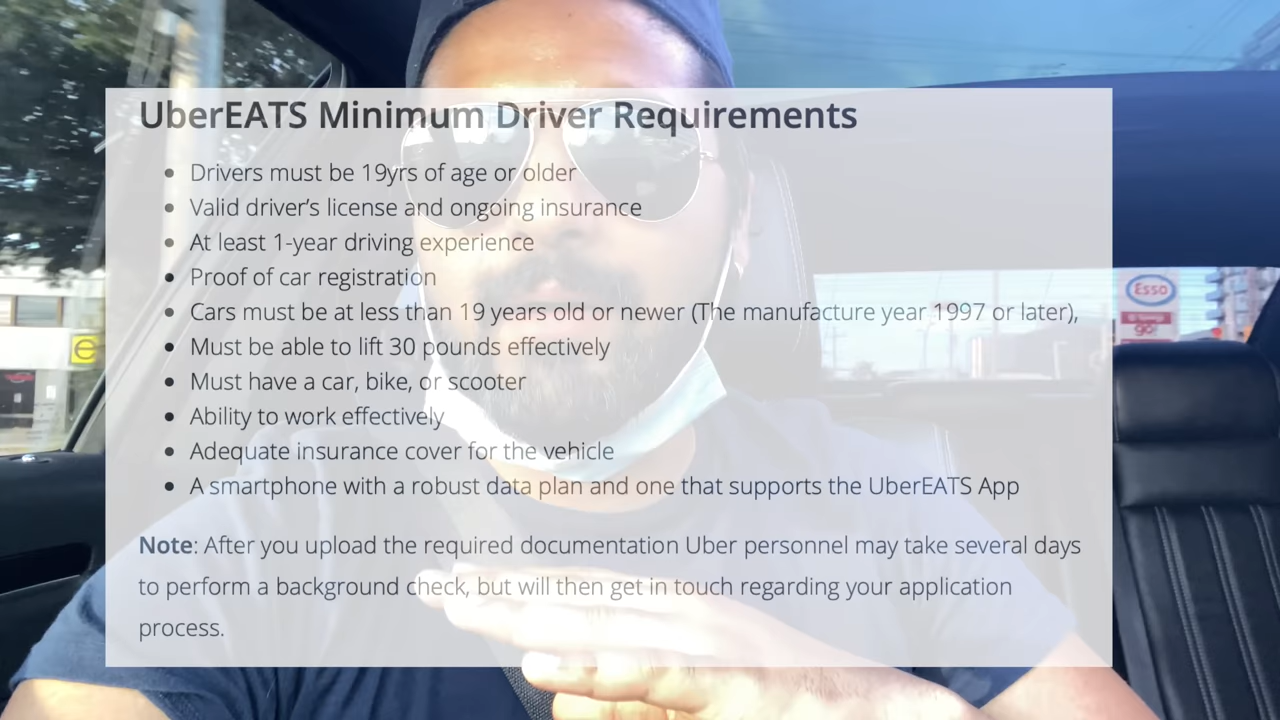 UberEATS Minimum Driver Requirements
Drivers must be 19yrs of age or older
Valid driver’s license and ongoing insurance
At least 1-year driving experience
Proof of car registration
Cars must be at less than 19 years old or newer (The manufacture year 1997 or later),
Must be able to lift 30 pounds effectively
Must have a car, bike, or scooter
Ability to work effectively
Adequate insurance cover for the vehicle
A smartphone with a robust data plan and one that supports the UberEATS App
Note: After you upload the required documentation Uber personnel may take several days
to perform a background check, but will then get in touch regarding your application
process.
Esso
e